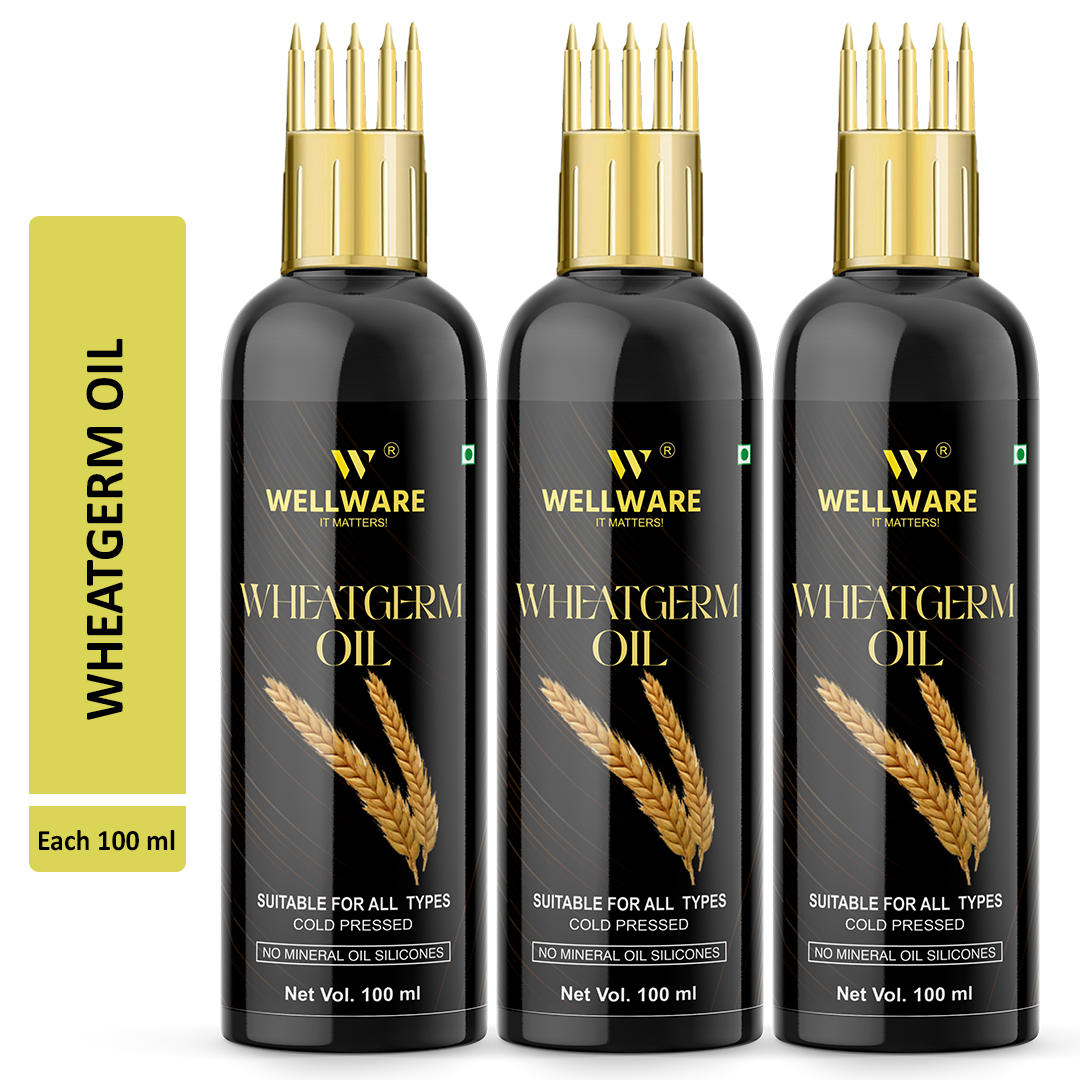 WHEATGERM OIL
Each 100 ml
W ®
WELLWARE
IT MATTERS!
WHEATGERM
OIL
SUITABLE FOR ALL TYPES
COLD PRESSED
NO MINERAL OIL SILICONES
Net Vol. 100 ml
W ®
WELLWARE
IT MATTERS!
WHEATGERM
OIL
SUITABLE FOR ALL TYPES
COLD PRESSED
NO MINERAL OIL SILICONES
Net Vol. 100 ml
W ®
WELLWARE
IT MATTERS!
WHEATGERM
OIL
SUITABLE FOR ALL TYPES
COLD PRESSED
NO MINERAL OIL SILICONES
Net Vol. 100 ml